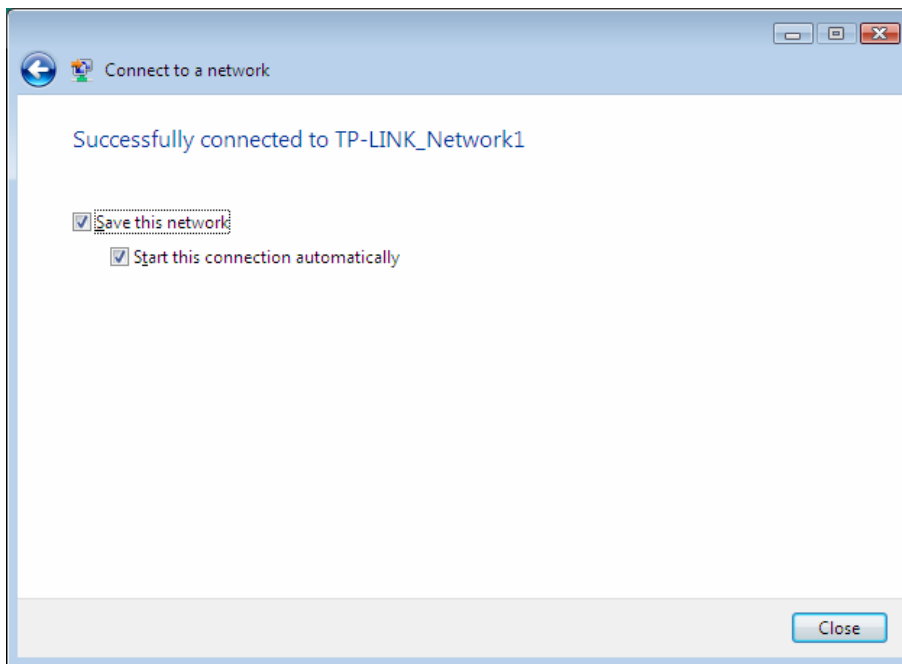 Connect to a network
Successfully connected to TP-LINK_Network1
Save this network
Start this connection automatically
Close